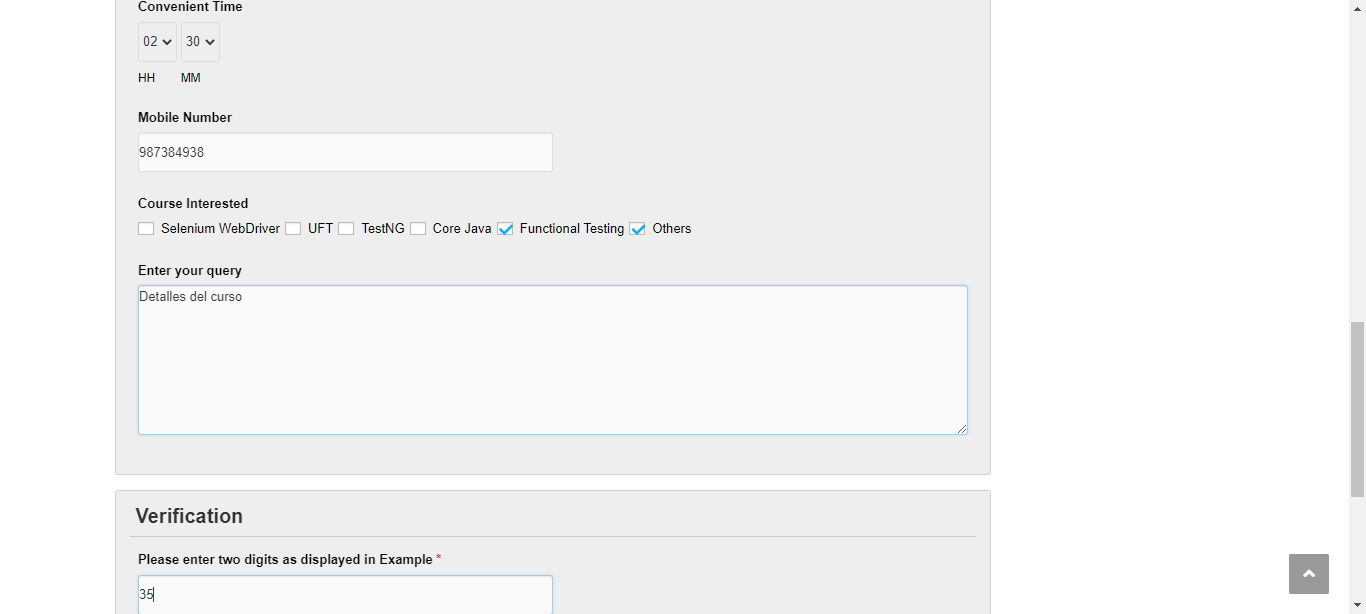 Convenient Time
02 30
HH MM
Mobile Number
987384938
Course Interested
Selenium WebDriver UFT TestNG Core Java Functional Testing Others
Enter your query
Detalles del curso
Verification
Please enter two digits as displayed in Example *
35